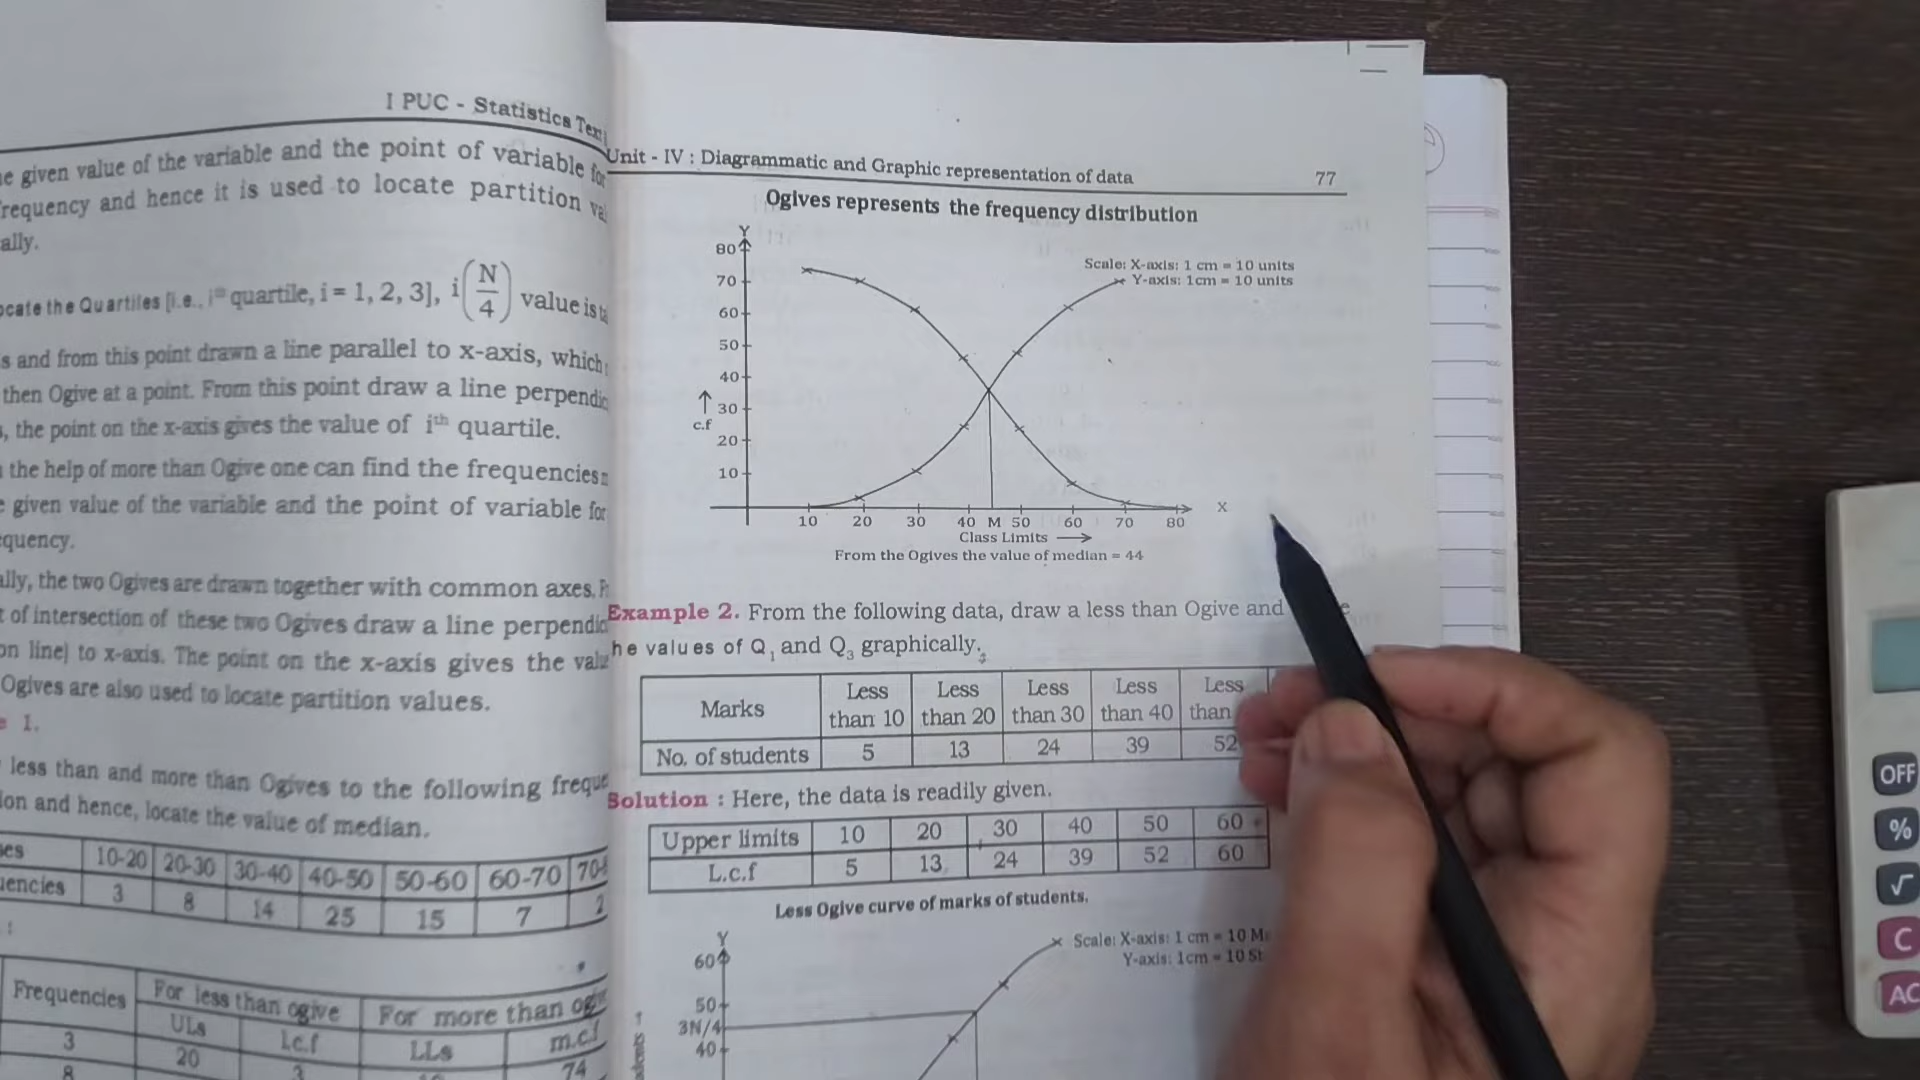 I PUC - Statistics
given value of the variable and the point of variable for
requency and hence it is used to locate partition
ally.
ocate the Quartiles [i.e., iᵗʰ quartile, i = 1, 2, 3], i(N/4) value is
s and from this point drawn a line parallel to x-axis, which
then Ogive at a point. From this point draw a line
, the point on the x-axis gives the value of iᵗʰ quartile.
the help of more than Ogive one can find the frequencies
given value of the variable and the point of variable for
quency.
ally, the two Ogives are drawn together with common axes.
t of intersection of these two Ogives draw a line
on line) to x-axis. The point on the x-axis gives the
Ogives are also used to locate partition values.
e 1.
less than and more than Ogives to the following
ion and hence, locate the value of median.
10-20 20-30 30-40 40-50 50-60 60-70
uencies 3 8 14 25 15 7 2
:
Frequencies For less than ogive For more than
ULs l.c.f LLs m.c.f
3 20 3 74
8
Unit - IV : Diagrammatic and Graphic representation of data 77
Ogives represents the frequency distribution
Y
80
Scale: X-axis: 1 cm = 10 units
70
Y-axis: 1cm = 10 units
60
50
40
30
c.f
20
10
10 20 30 40 M 50 60 70 80 X
Class Limits
From the Ogives the value of median = 44
Example 2. From the following data, draw a less than Ogive and
he values of Q₁ and Q₃ graphically.
Marks Less than 10 Less than 20 Less than 30 Less than 40 Less than
No. of students 5 13 24 39 52
Solution : Here, the data is readily given.
Upper limits 10 20 30 40 50 60
L.c.f 5 13 24 39 52 60
Less Ogive curve of marks of students.
Y
60
Scale: X-axis: 1 cm = 10
Y-axis: 1cm = 10
50
3N/4
40
OFF
%
√
C
AC